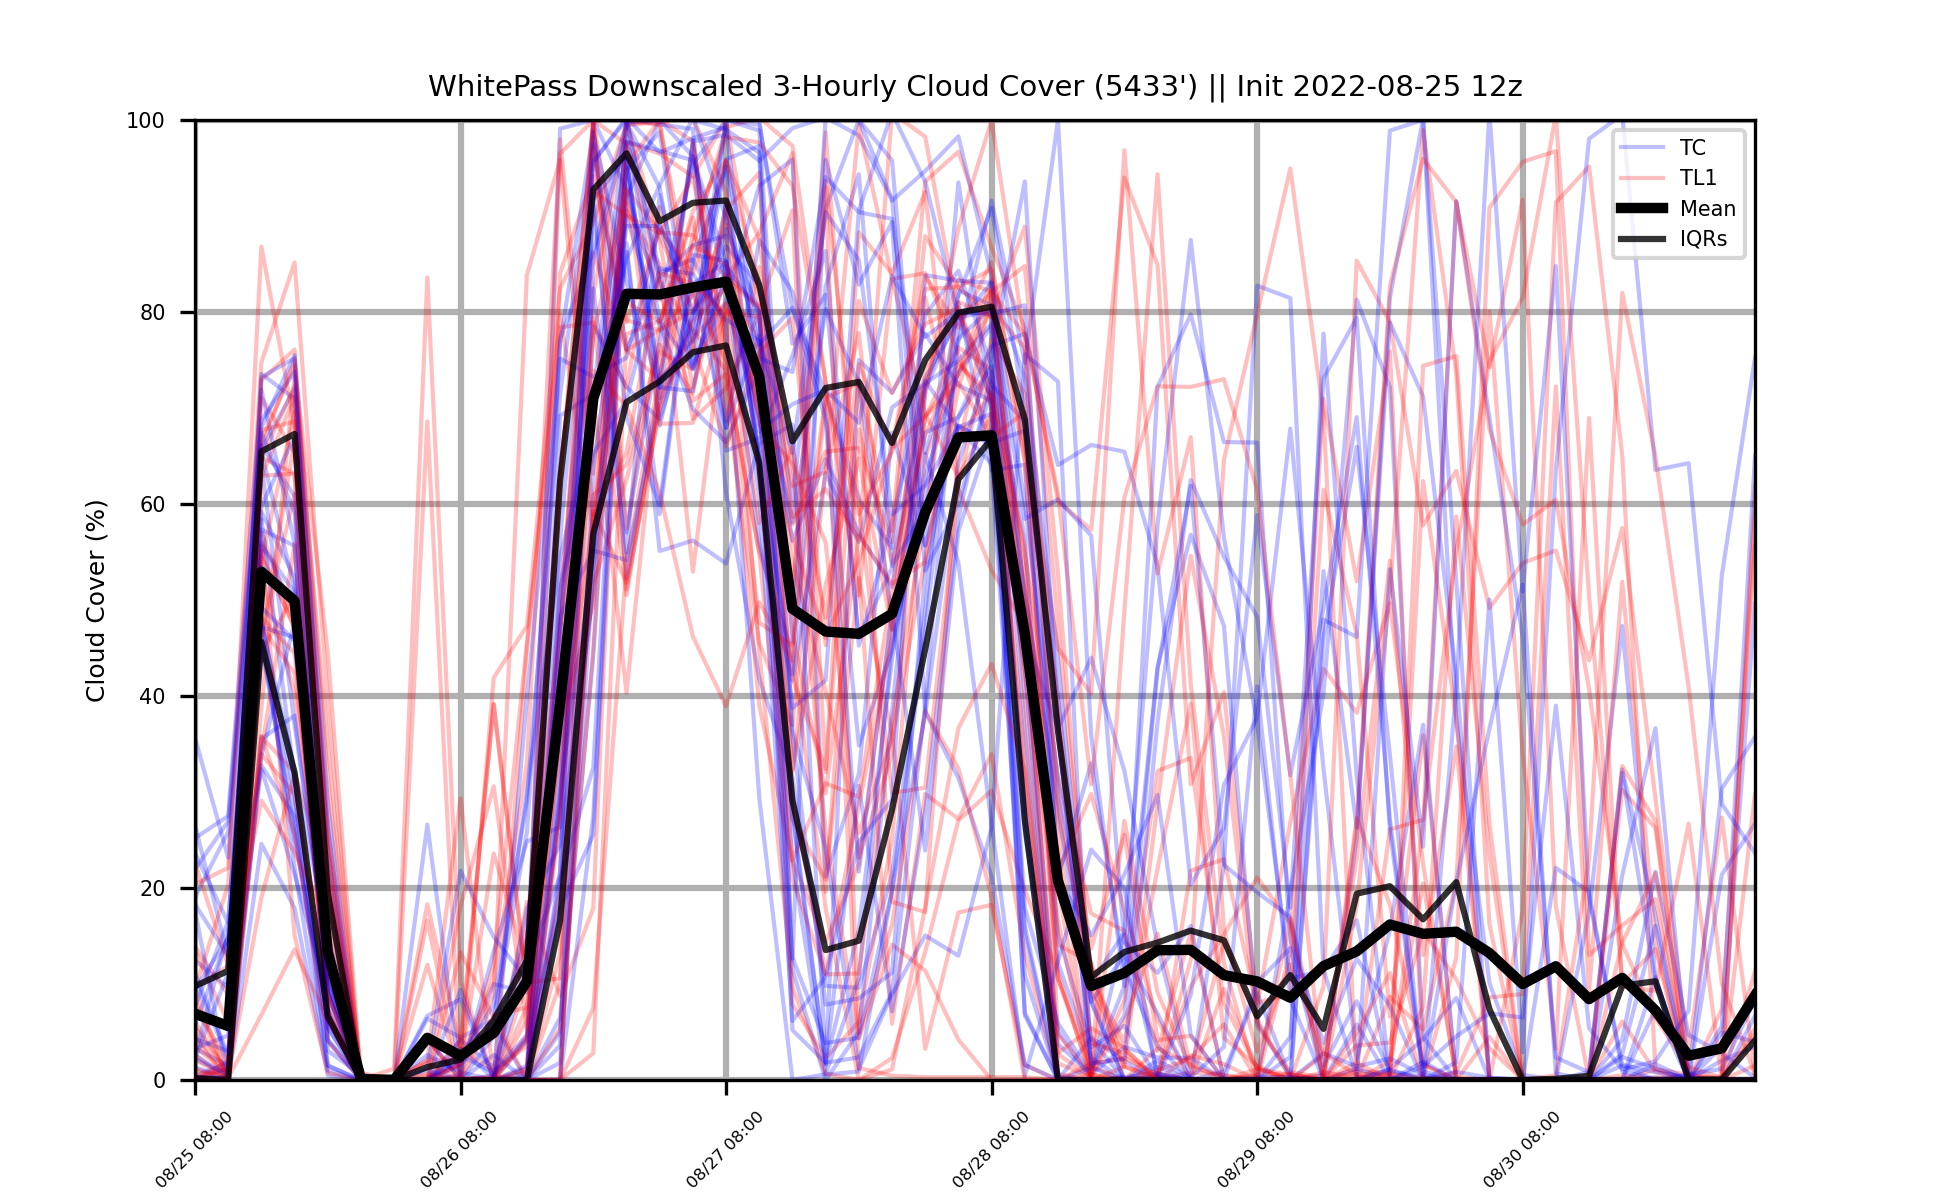 WhitePass Downscaled 3-Hourly Cloud Cover (5433') || Init 2022-08-25 12z
Cloud Cover (%)
100
80
60
40
20
0
TC
TL1
Mean
IQRs
08/25 08:00
08/26 08:00
08/27 08:00
08/28 08:00
08/29 08:00
08/30 08:00